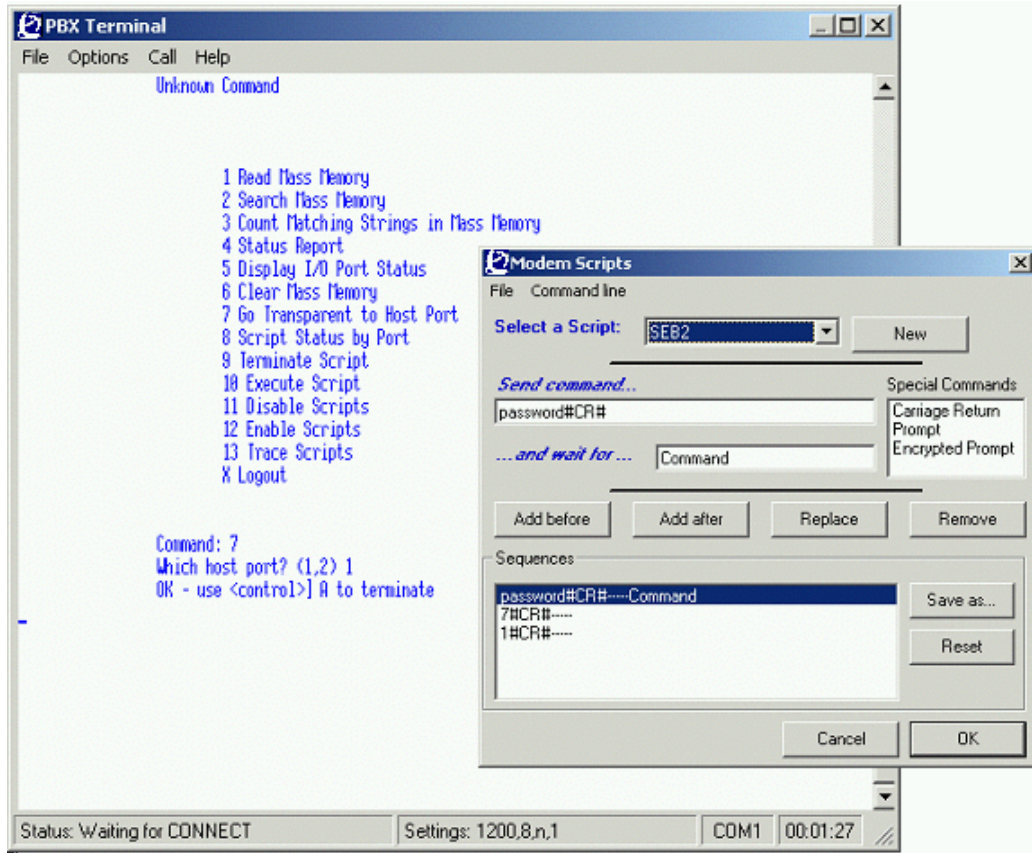 PBX Terminal
File Options Call Help
Unknown Command
1 Read Mass Memory
2 Search Mass Memory
3 Count Matching Strings in Mass Memory
4 Status Report
5 Display I/O Port Status
6 Clear Mass Memory
7 Go Transparent to Host Port
8 Script Status by Port
9 Terminate Script
10 Execute Script
11 Disable Scripts
12 Enable Scripts
13 Trace Scripts
X Logout
Command: 7
Which host port? (1,2) 1
OK - use <control>] A to terminate
Status: Waiting for CONNECT
Settings: 1200,8,n,1
COM1
00:01:27
Modem Scripts
File Command line
Select a Script: SEB2 New
Send command...
password#CR#
... and wait for ... Command
Special Commands
Carriage Return
Prompt
Encrypted Prompt
Add before Add after Replace Remove
Sequences
password#CR#-----Command
7#CR#-----
1#CR#-----
Save as...
Reset
Cancel OK